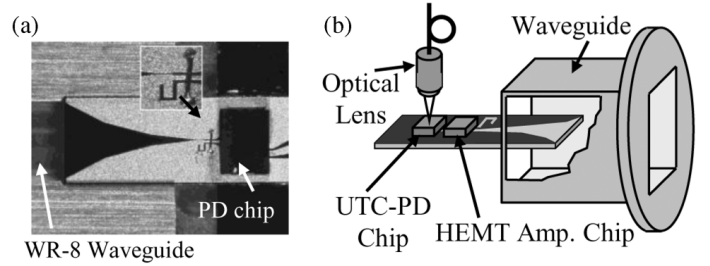 (a)
PD chip
WR-8 Waveguide
(b)
Waveguide
Optical
Lens
UTC-PD
Chip
HEMT Amp. Chip